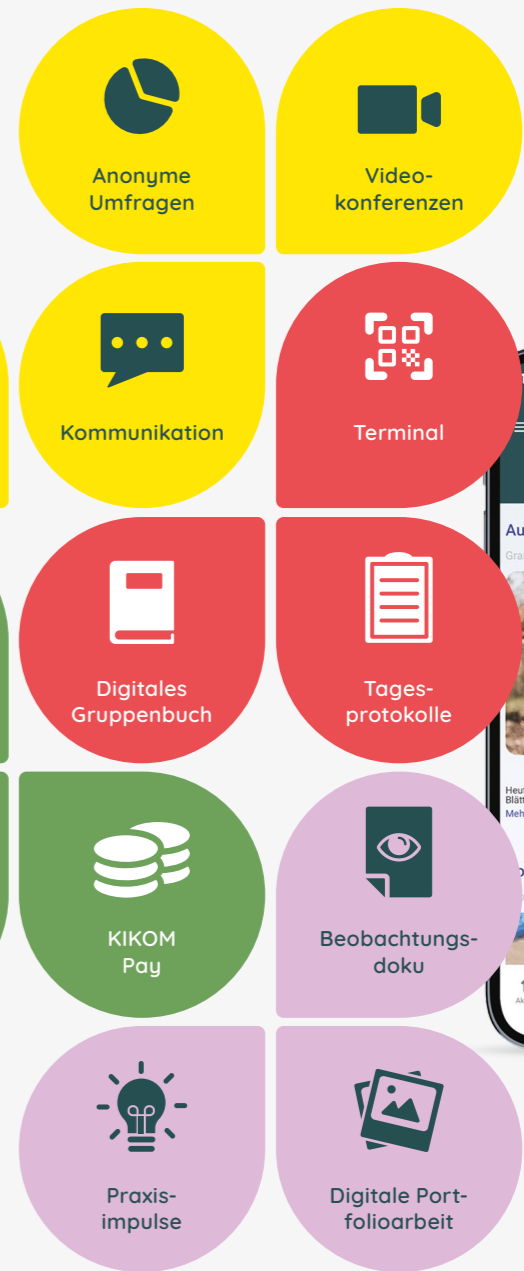 Anonyme
Umfragen
Video-
konferenzen
Kommunikation
Terminal
Digitales
Gruppenbuch
Tages-
protokolle
KIKOM
Pay
Beobachtungs-
doku
Praxis-
impulse
Digitale Port-
folioarbeit